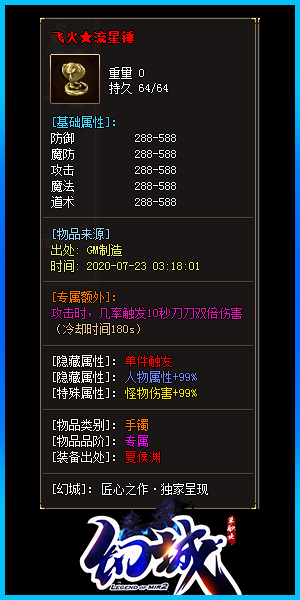 飞火★流星锤
重量 0
持久 64/64
[基础属性]:
防御 288-588
魔防 288-588
攻击 288-588
魔法 288-588
道术 288-588
[物品来源]
出处: GM制造
时间: 2020-07-23 03:18:01
[专属额外]:
攻击时,几率触发10秒刀刀双倍伤害
(冷却时间180s)
[隐藏属性]: 单件触发
[隐藏属性]: 人物属性+99%
[特殊属性]: 怪物伤害+99%
[物品类别]: 手镯
[物品品阶]: 专属
[装备出处]: 夏侯渊
[幻城]: 匠心之作·独家呈现
幻城
LEGEND OF MIR2